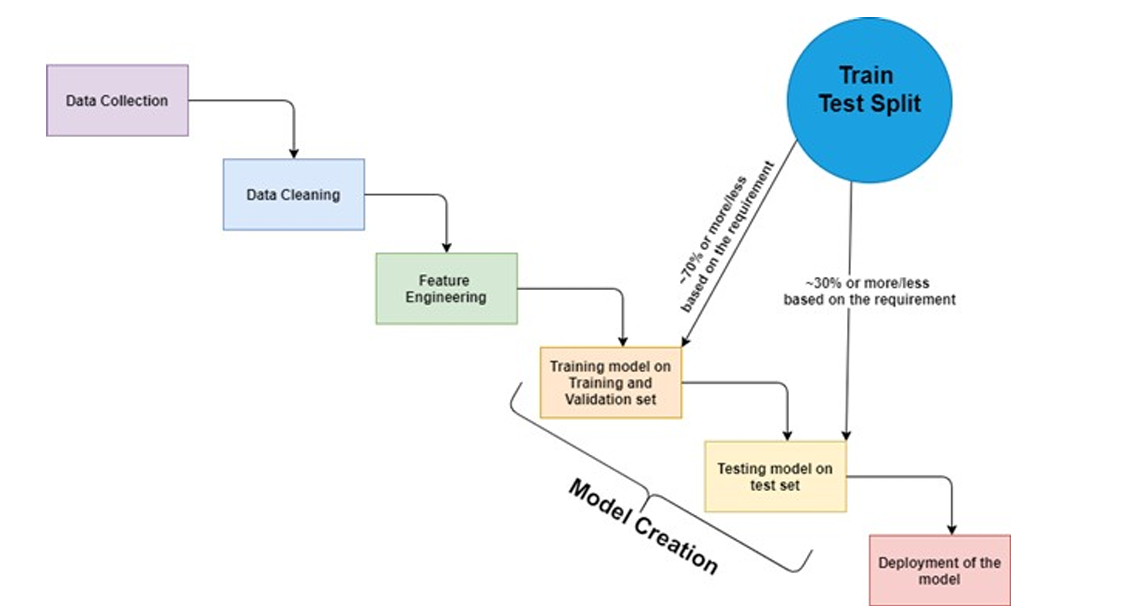 Data Collection
Train
Test Split
Data Cleaning
~70% or more/less
based on the requirement
Feature
Engineering
~30% or more/less
based on the requirement
Training model on
Training and
Validation set
Testing model on
test set
Model Creation
Deployment of the
model